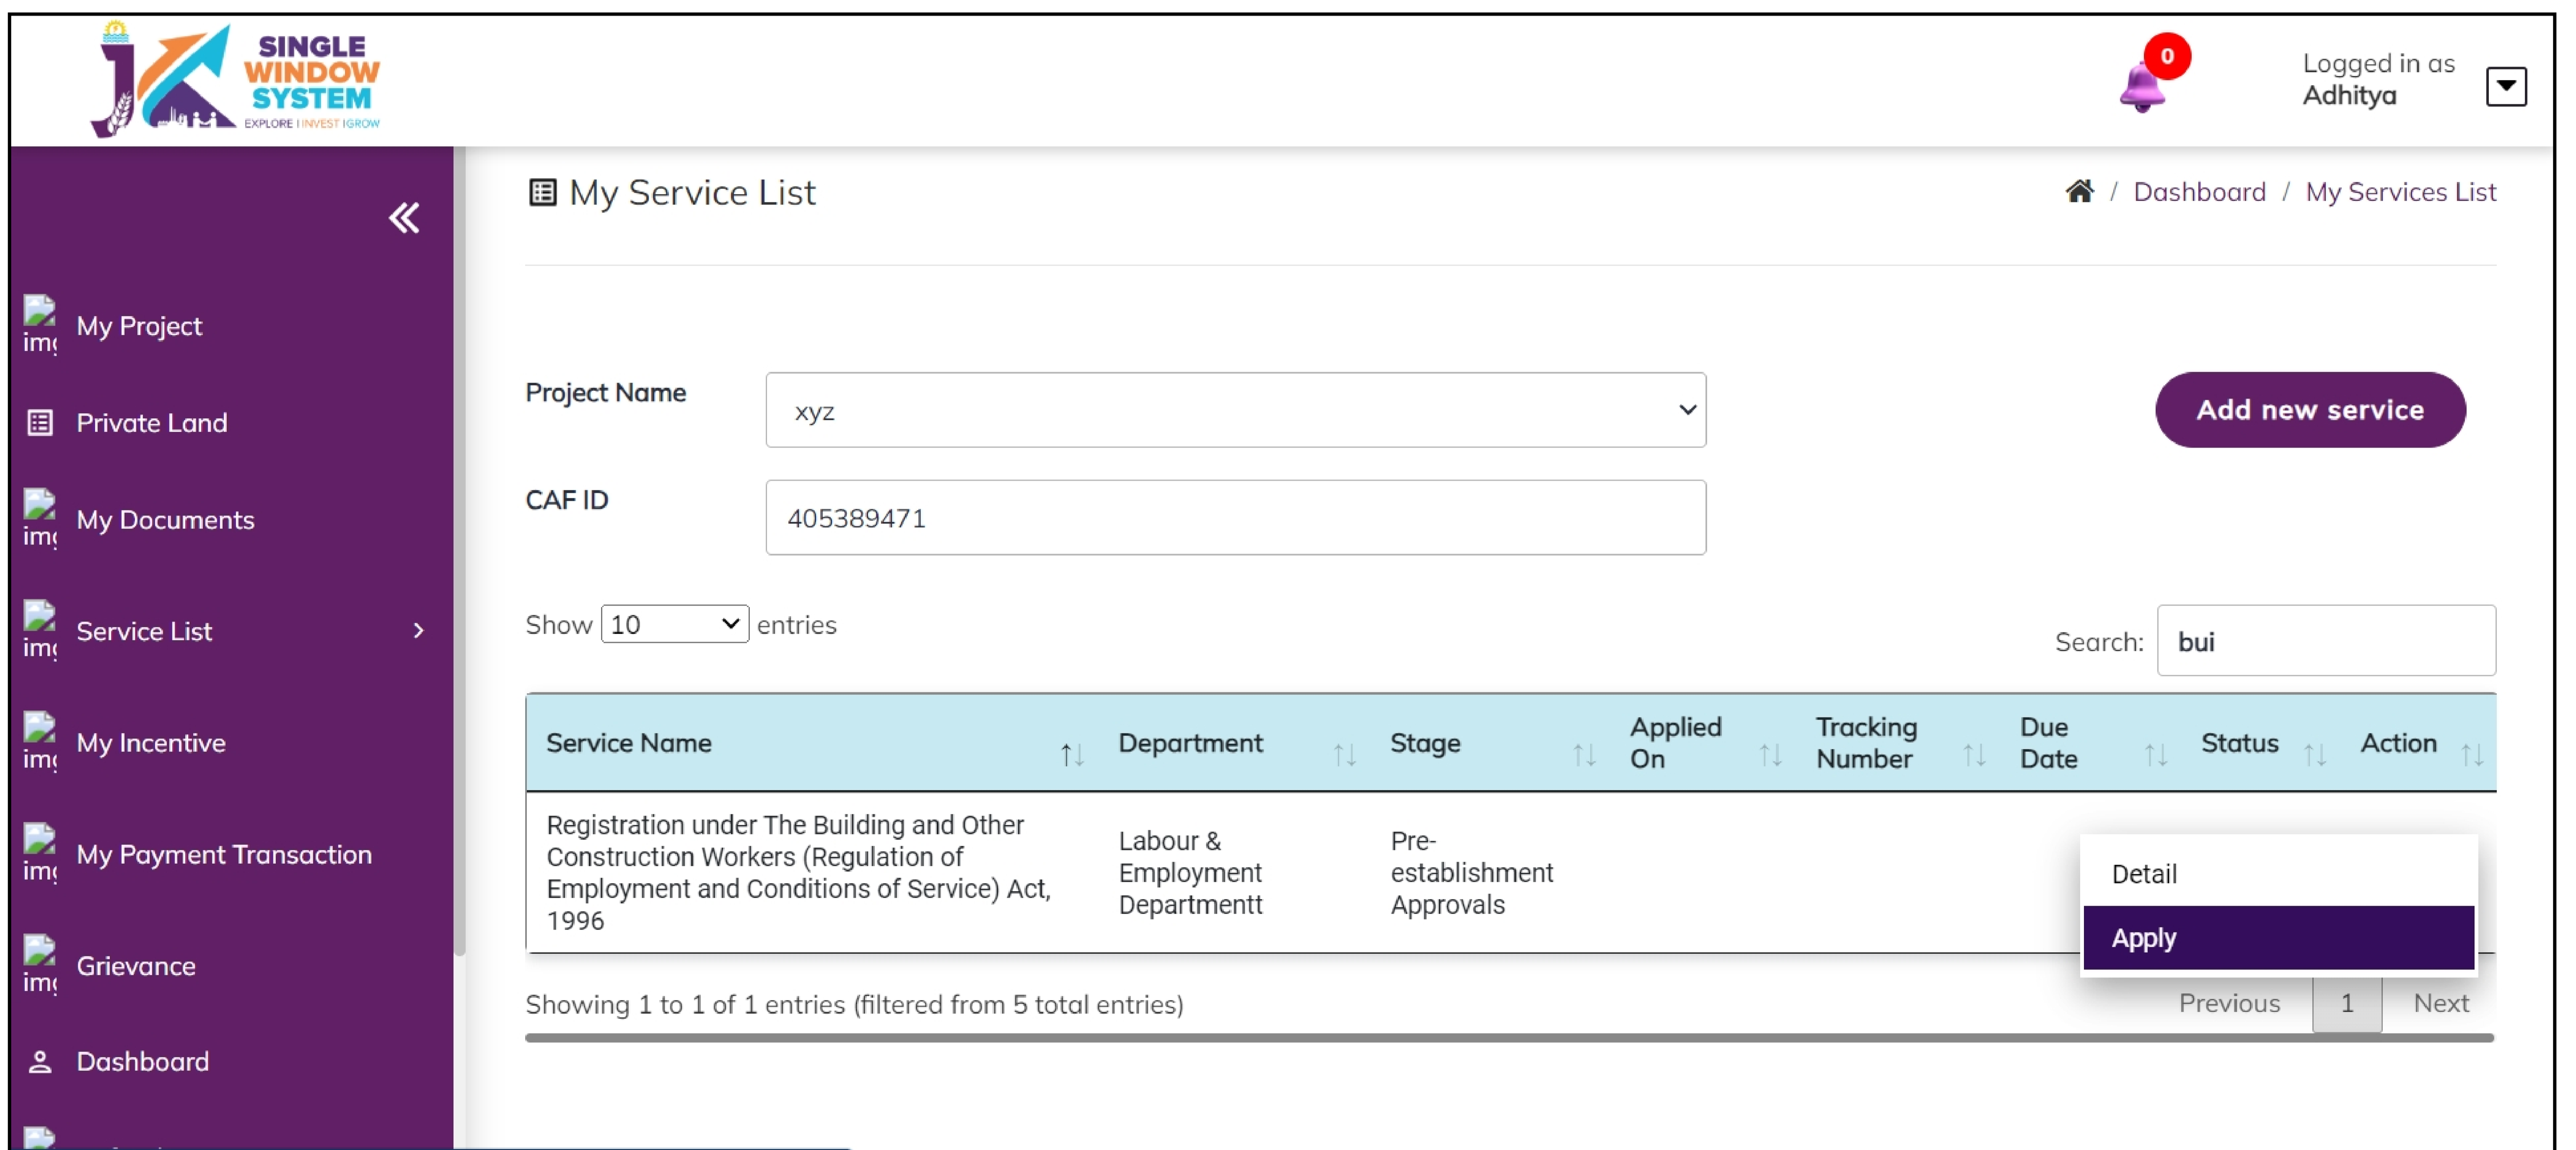 SINGLE
WINDOW
SYSTEM
EXPLORE | INVEST | GROW
0
Logged in as
Adhitya
My Service List
/ Dashboard / My Services List
img
My Project
Private Land
My Documents
Service List
My Incentive
My Payment Transaction
Grievance
Dashboard
Project Name
xyz
Add new service
CAF ID
405389471
Show 10 entries
Search: bui
Service Name
Department
Stage
Applied
On
Tracking
Number
Due
Date
Status
Action
Registration under The Building and Other
Construction Workers (Regulation of
Employment and Conditions of Service) Act,
1996
Labour &
Employment
Departmentt
Pre-
establishment
Approvals
Detail
Apply
Showing 1 to 1 of 1 entries (filtered from 5 total entries)
Previous 1 Next